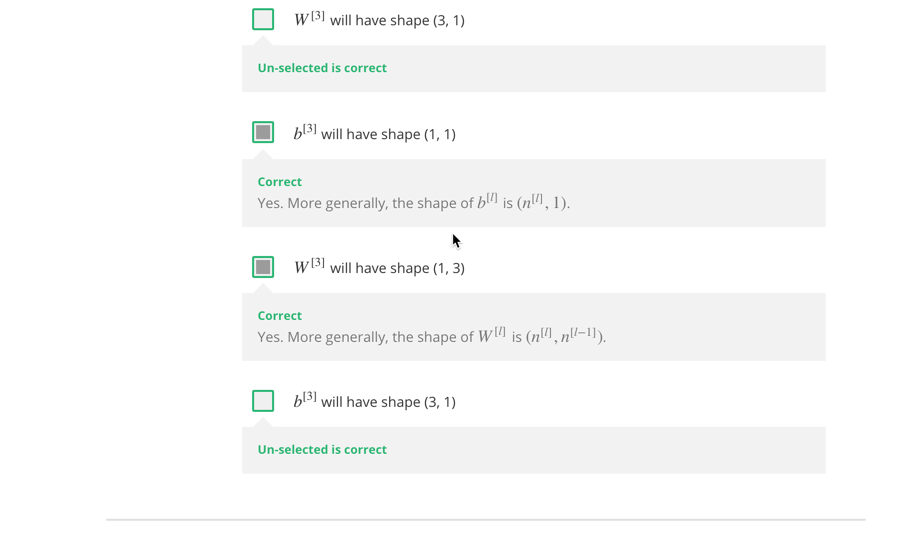 W^[3] will have shape (3, 1)
Un-selected is correct
b^[3] will have shape (1, 1)
Correct
Yes. More generally, the shape of b^[l] is (n^[l], 1).
W^[3] will have shape (1, 3)
Correct
Yes. More generally, the shape of W^[l] is (n^[l], n^[l−1]).
b^[3] will have shape (3, 1)
Un-selected is correct